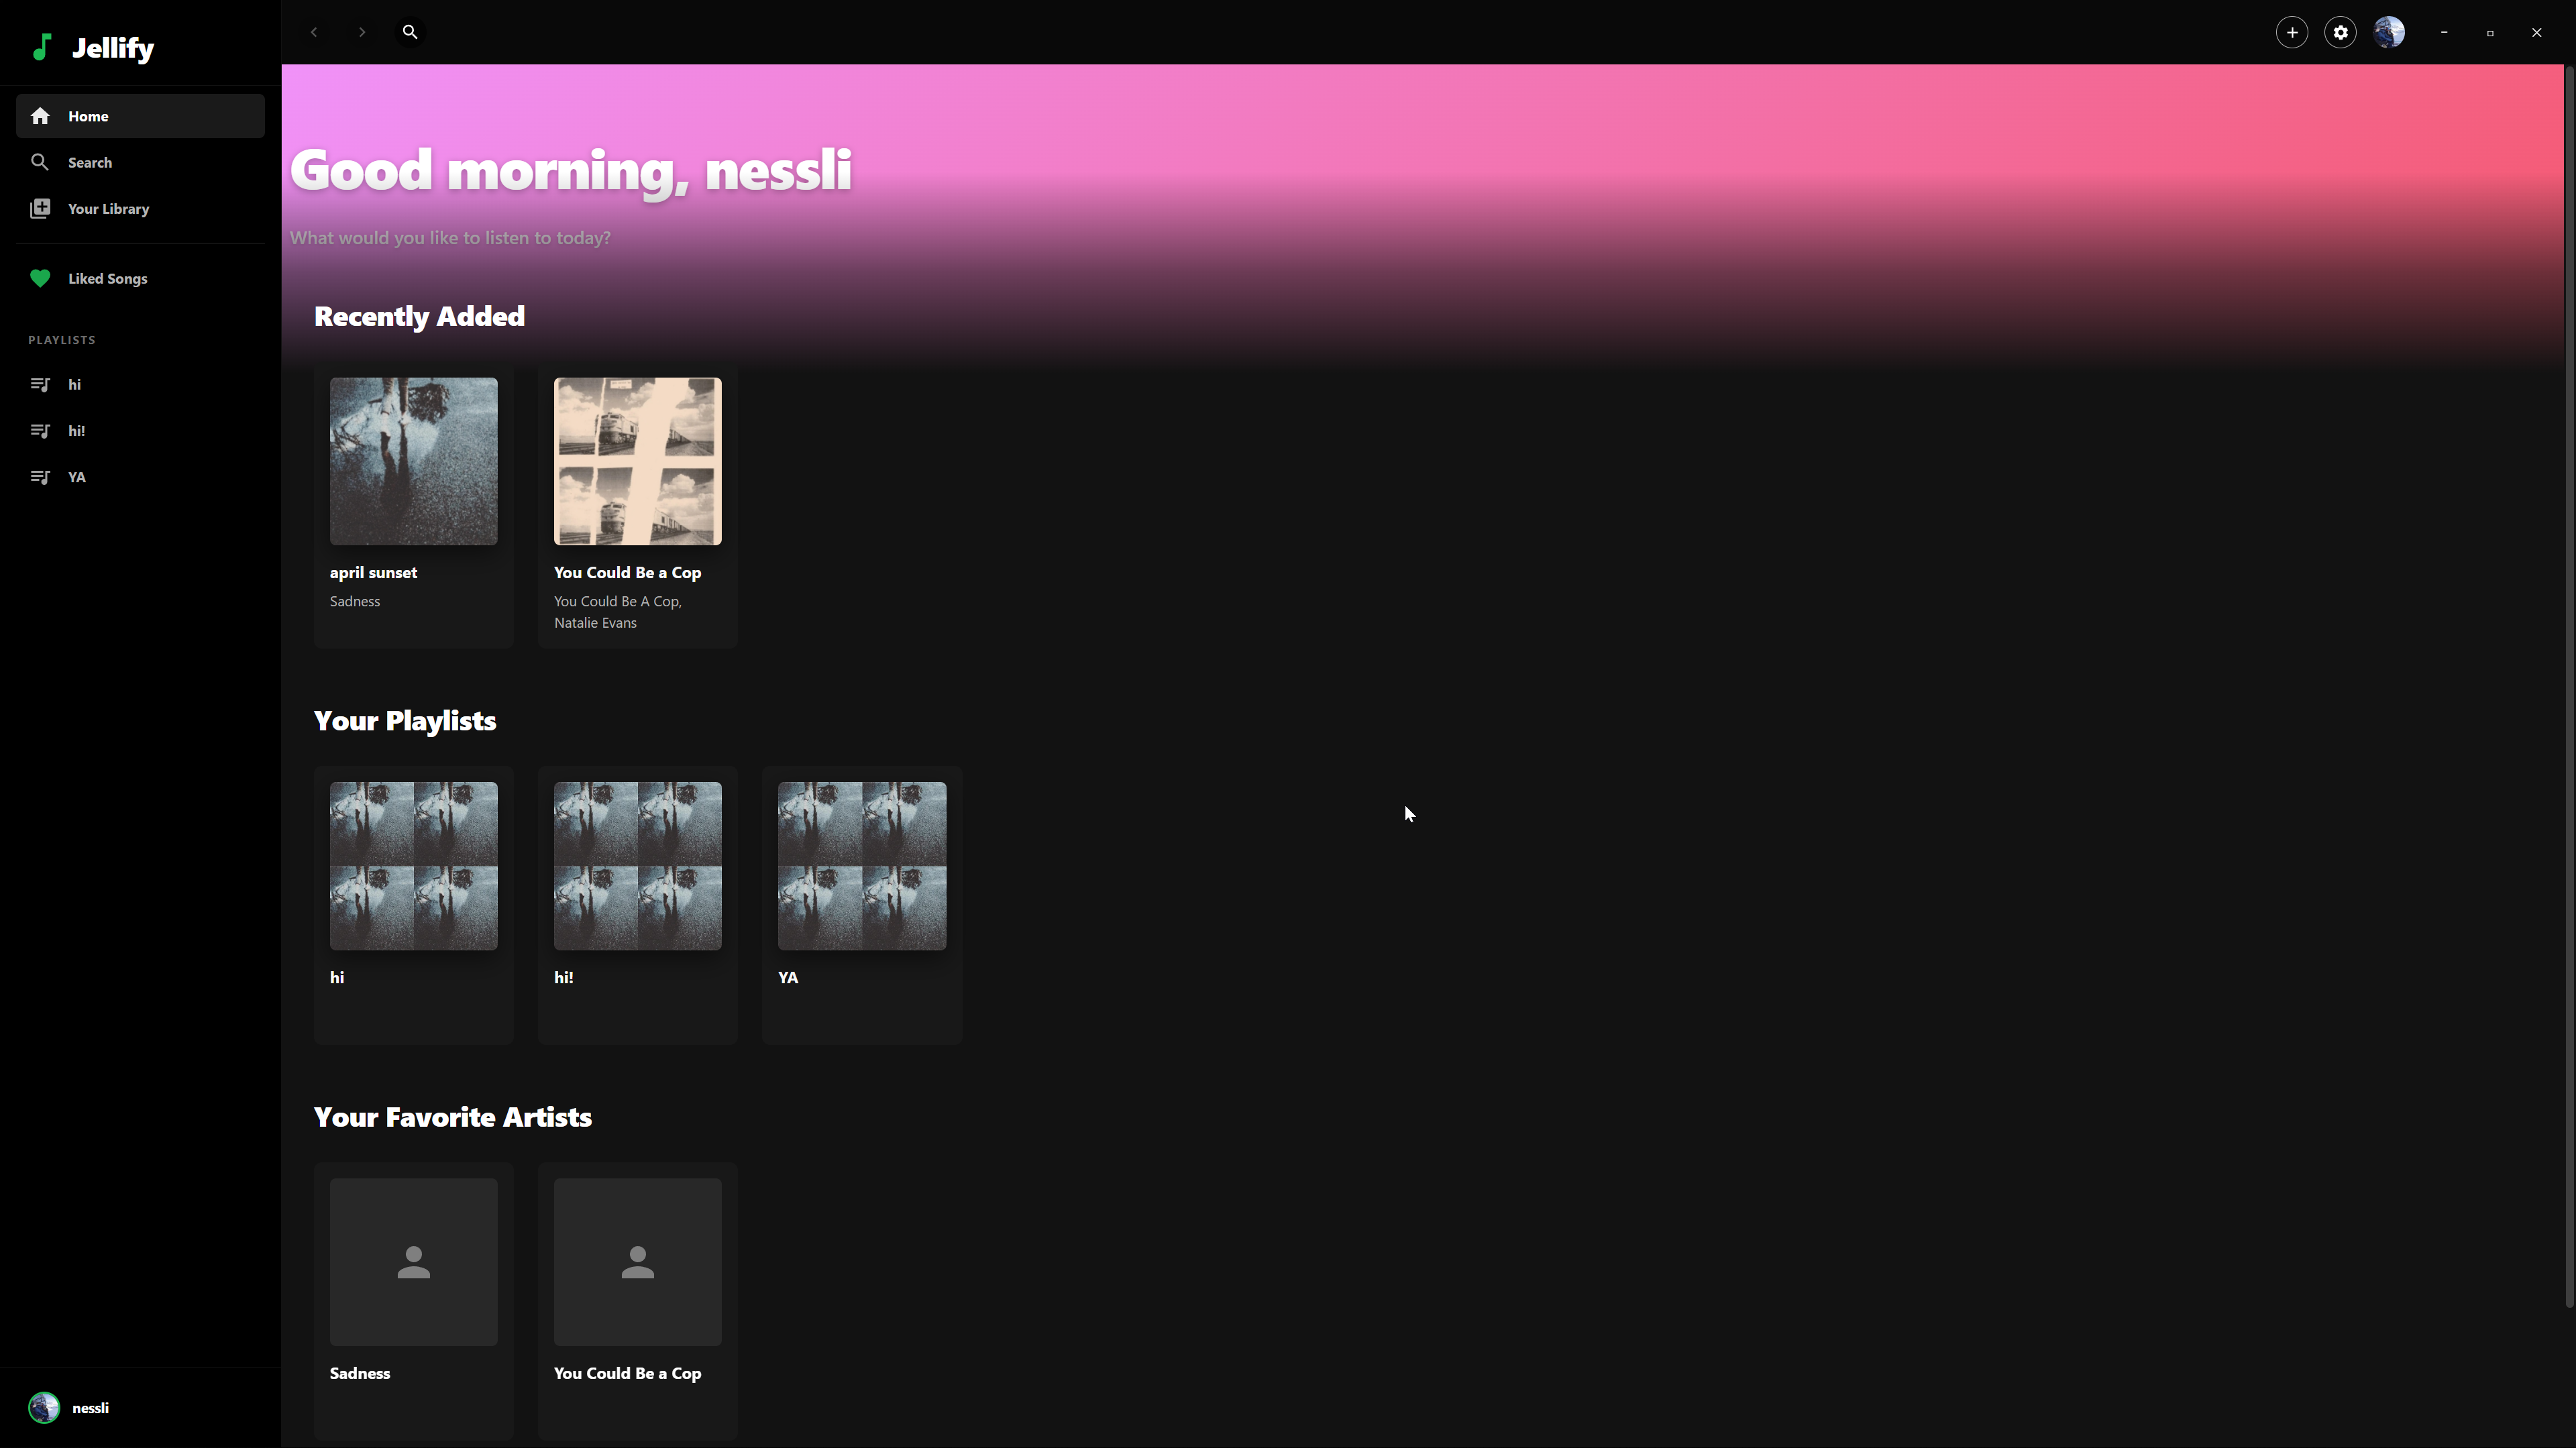 Jellify
Home
Search
Your Library
Liked Songs
PLAYLISTS
hi
hi!
YA
nessli
Good morning, nessli
What would you like to listen to today?
Recently Added
april sunset
Sadness
You Could Be a Cop
You Could Be A Cop,
Natalie Evans
Your Playlists
hi
hi!
YA
Your Favorite Artists
Sadness
You Could Be a Cop